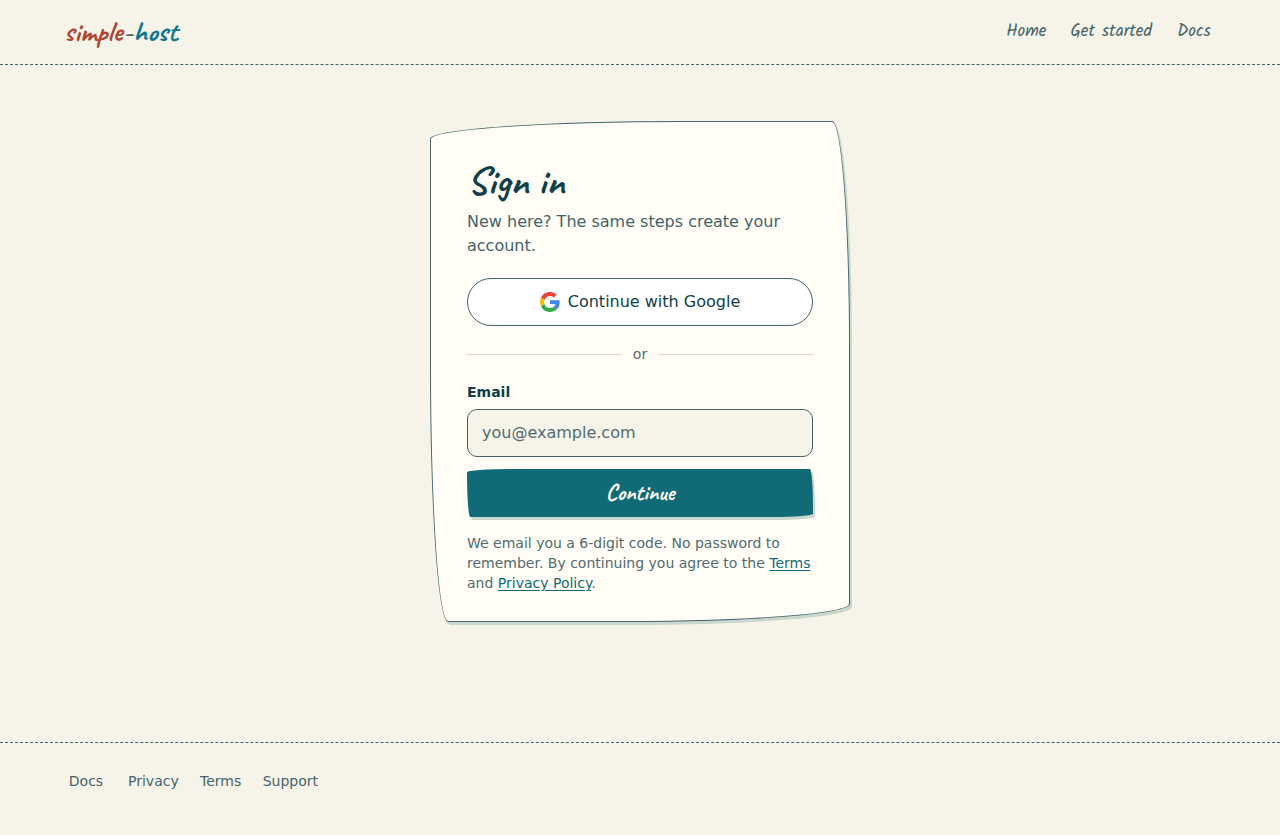 simple-host
Home Get started Docs
Sign in
New here? The same steps create your
account.
Continue with Google
or
Email
you@example.com
Continue
We email you a 6-digit code. No password to
remember. By continuing you agree to the Terms
and Privacy Policy.
Docs Privacy Terms Support